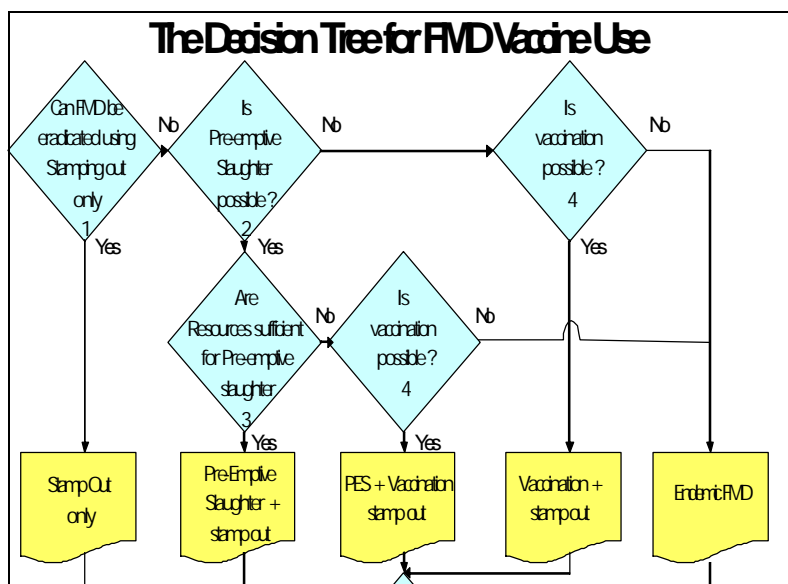 The Decision Tree for FMD Vaccine Use
Can FMD be
eradicated using
Stamping out
only
1
No
Is
Pre-emptive
Slaughter
possible?
2
No
Is
vaccination
possible?
4
No
Yes
Yes
Yes
Are
Resources sufficient
for Pre-emptive
slaughter
3
No
Is
vaccination
possible?
4
No
Yes
Yes
Stamp Out
only
Pre-Emptive
Slaughter +
stamp out
PES + Vaccination
stamp out
Vaccination +
stamp out
Endemic FMD